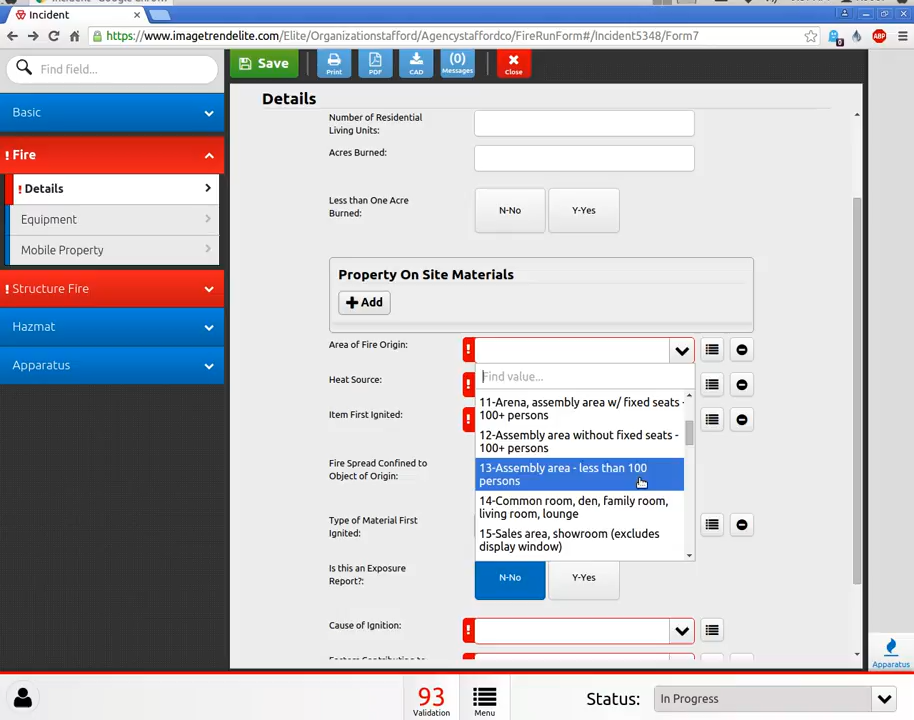 Incident
https://www.imagetrendelite.com/Elite/Organizationstafford/Agencystaffordco/FireRunForm#/Incident5348/Form7
ABP
Find field...
Save
Print
PDF
CAD
(0)
Messages
Close
Basic
! Fire
! Details
Equipment
Mobile Property
! Structure Fire
Hazmat
Apparatus
Details
Number of Residential
Living Units:
Acres Burned:
Less than One Acre
Burned:
N-No
Y-Yes
Property On Site Materials
Add
Area of Fire Origin:
Find value...
11-Arena, assembly area w/ fixed seats -
100+ persons
12-Assembly area without fixed seats -
100+ persons
13-Assembly area - less than 100
persons
14-Common room, den, family room,
living room, lounge
15-Sales area, showroom (excludes
display window)
Heat Source:
Item First Ignited:
Fire Spread Confined to
Object of Origin:
Type of Material First
Ignited:
Is this an Exposure
Report?:
N-No
Y-Yes
Cause of Ignition:
Factors Contributing to
Apparatus
93
Validation
Menu
Status:
In Progress